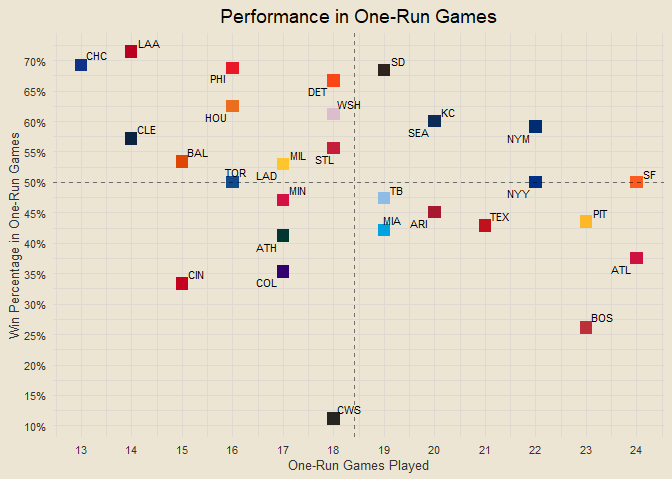 Performance in One-Run Games
Win Percentage in One-Run Games
70%
65%
60%
55%
50%
45%
40%
35%
30%
25%
20%
15%
10%
CHC
LAA
PHI
SD
DET
HOU
WSH
KC
CLE
SEA
NYM
BAL
MIL
STL
TOR
LAD
SF
MIN
TB
NYY
MIA
ARI
TEX
PIT
ATH
CIN
COL
ATL
BOS
CWS
13 14 15 16 17 18 19 20 21 22 23 24
One-Run Games Played